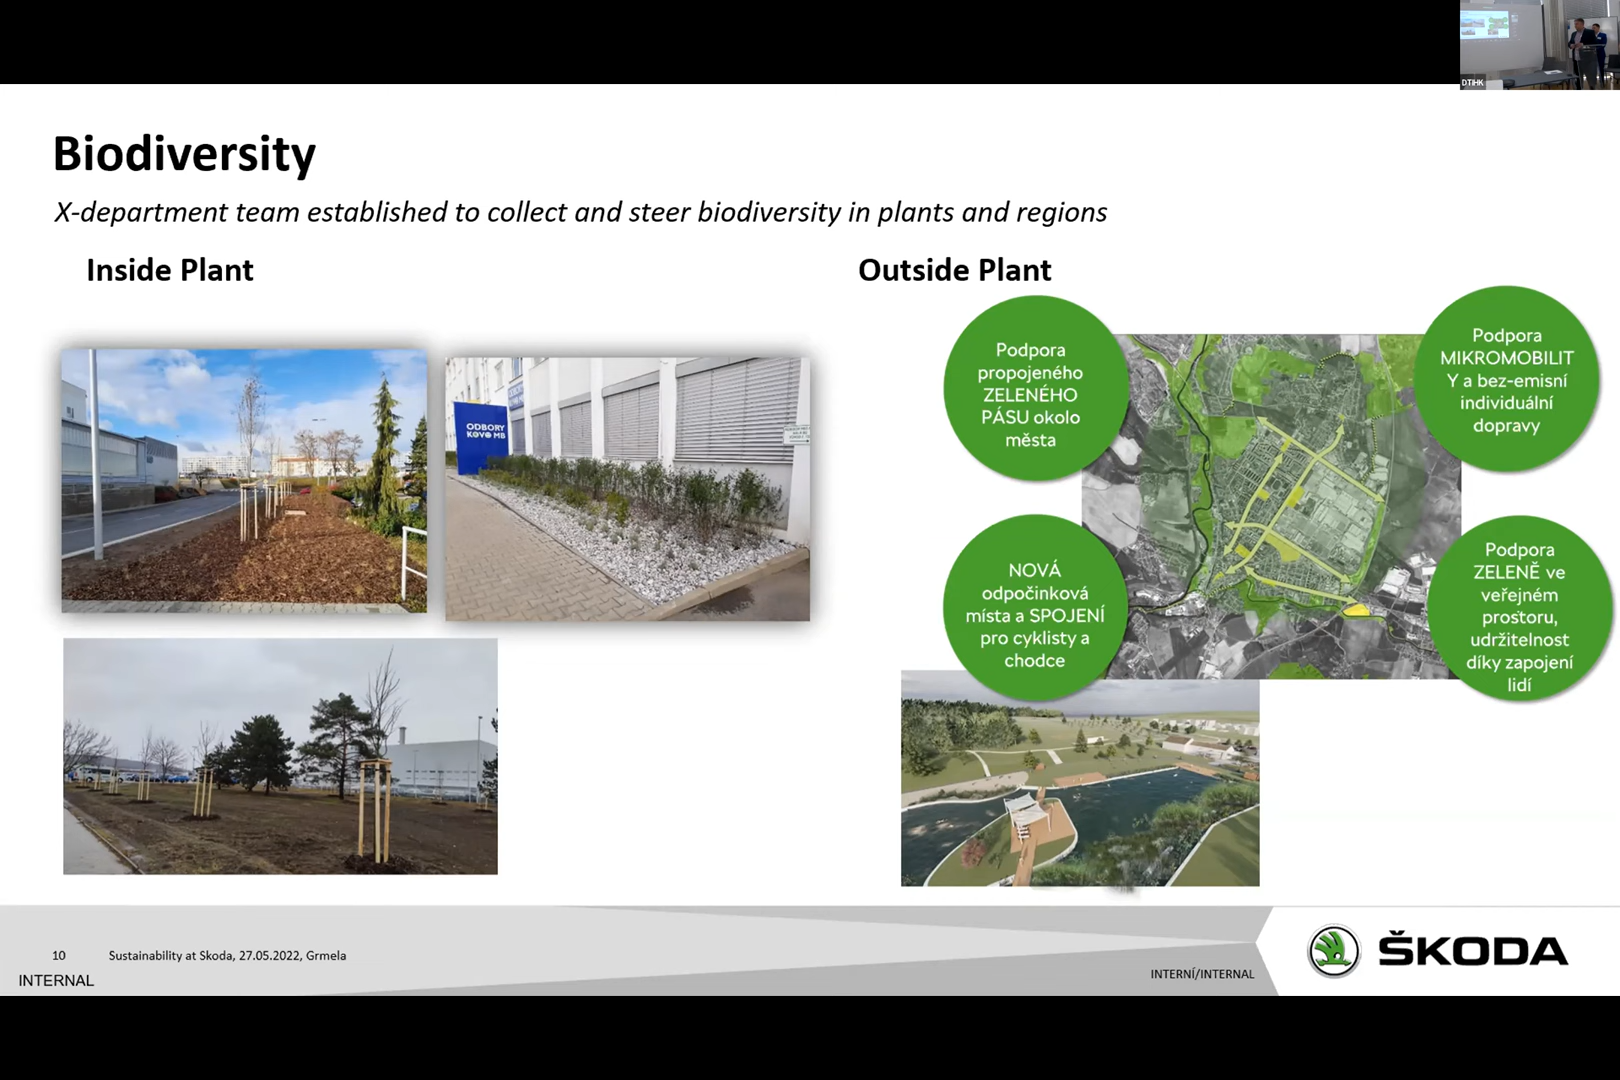 DTIHK
Biodiversity
X-department team established to collect and steer biodiversity in plants and regions
Inside Plant
Outside Plant
ODBORY
KOVO MB
Podpora
propojeného
ZELENÉHO
PÁSU okolo
města
Podpora
MIKROMOBILIT
Y a bez-emisní
individuální
dopravy
NOVÁ
odpočinková
místa a SPOJENÍ
pro cyklisty a
chodce
Podpora
ZELENĚ ve
veřejném
prostoru,
udržitelnost
díky zapojení
lidí
10 Sustainability at Skoda, 27.05.2022, Grmela
INTERNAL
INTERNÍ/INTERNAL
ŠKODA